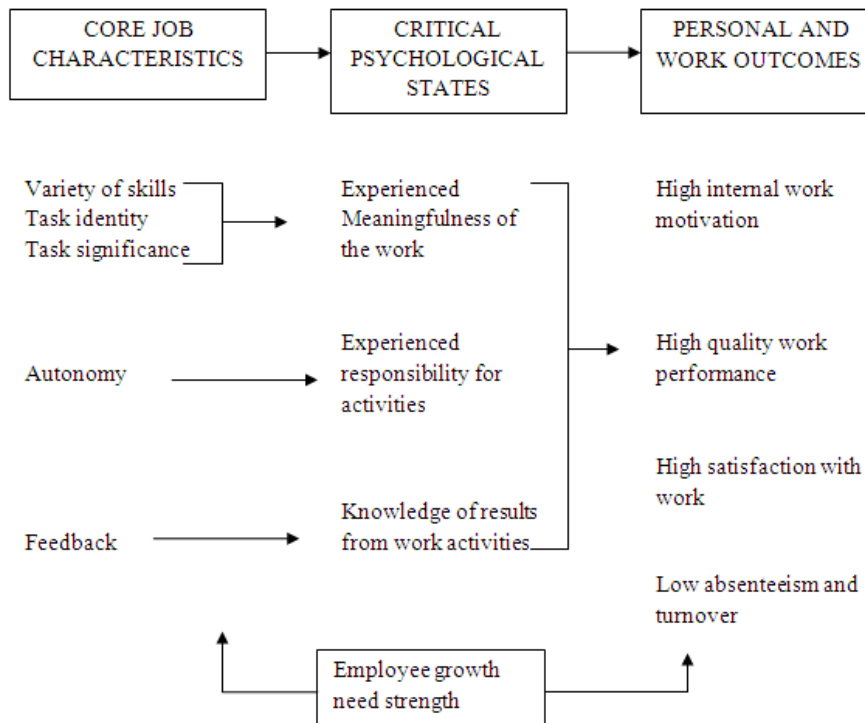 CORE JOB
CHARACTERISTICS
CRITICAL
PSYCHOLOGICAL
STATES
PERSONAL AND
WORK OUTCOMES
Variety of skills
Task identity
Task significance
Experienced
Meaningfulness of
the work
High internal work
motivation
Autonomy
Experienced
responsibility for
activities
High quality work
performance
Feedback
Knowledge of results
from work activities
High satisfaction with
work
Low absenteeism and
turnover
Employee growth
need strength